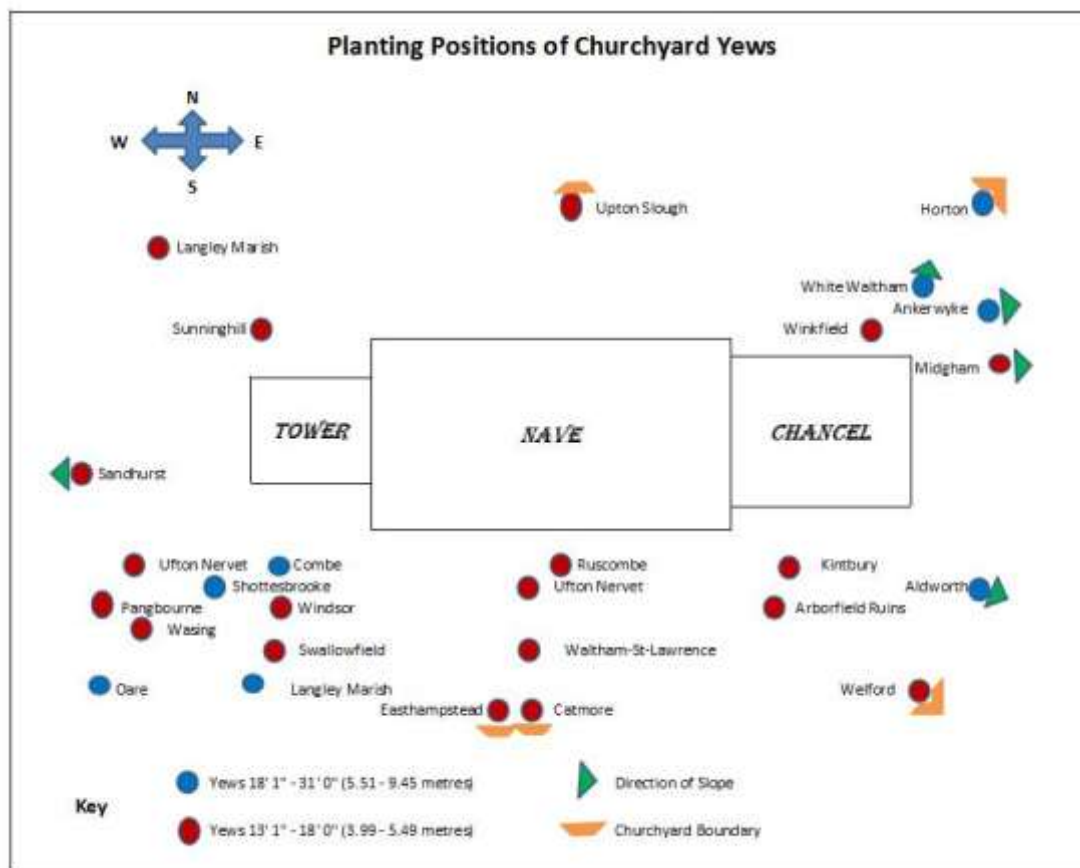 Planting Positions of Churchyard Yews
N
W E
S
Upton Slough
Horton
Langley Marish
White Waltham
Ankerwyke
Sunninghill
Winkfield
Midgham
TOWER
NAVE
CHANCEL
Sandhurst
Ufton Nervet
Combe
Ruscombe
Kintbury
Shottesbrooke
Ufton Nervet
Aldworth
Pangbourne
Windsor
Arborfield Ruins
Wasing
Swallowfield
Waltham-St-Lawrence
Oare
Langley Marish
Welford
Easthampstead
Catmore
Key
Yews 18' 1" - 31' 0" (5.51 - 9.45 metres)
Direction of Slope
Yews 13' 1" - 18' 0" (3.99 - 5.49 metres)
Churchyard Boundary